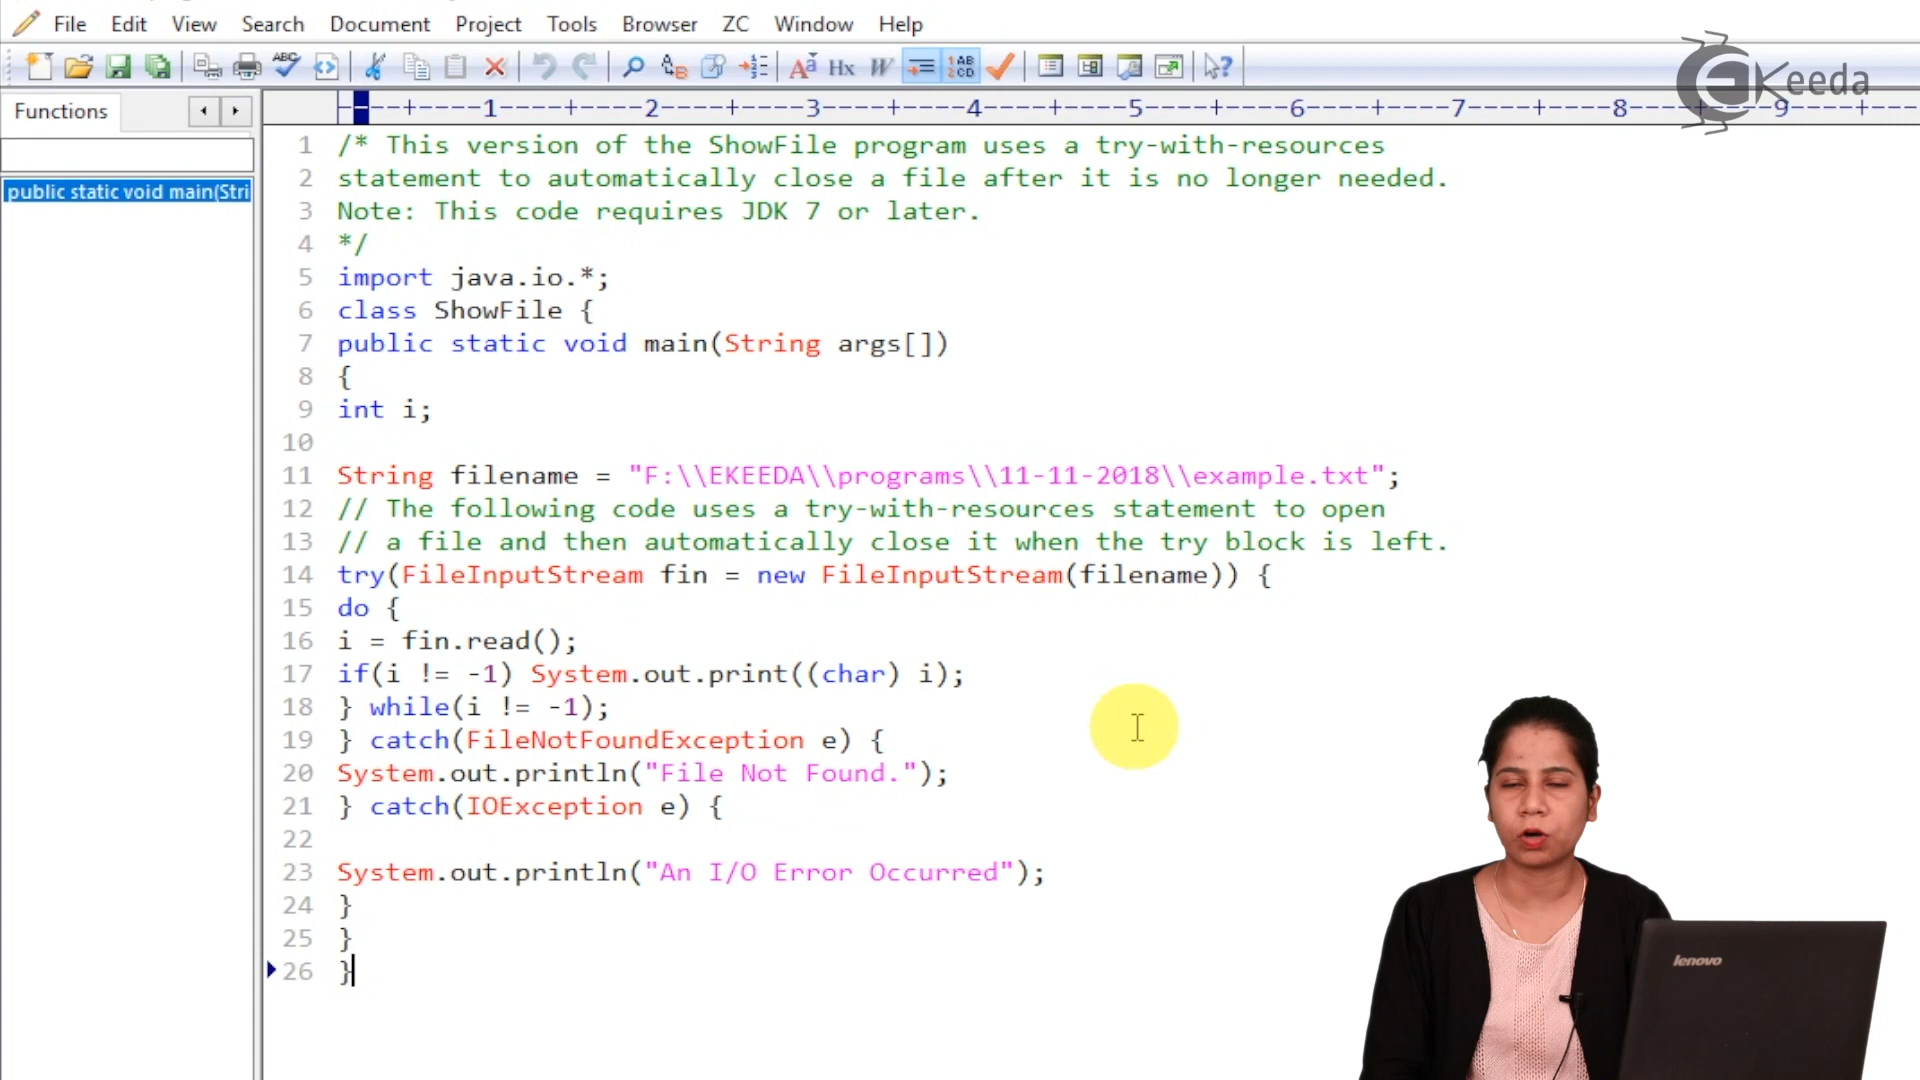 File Edit View Search Document Project Tools Browser ZC Window Help
eKeeda
Functions
public static void main(Stri
1 /* This version of the ShowFile program uses a try-with-resources
2 statement to automatically close a file after it is no longer needed.
3 Note: This code requires JDK 7 or later.
4 */
5 import java.io.*;
6 class ShowFile {
7 public static void main(String args[])
8 {
9 int i;
10
11 String filename = "F:\\EKEEDA\\programs\\11-11-2018\\example.txt";
12 // The following code uses a try-with-resources statement to open
13 // a file and then automatically close it when the try block is left.
14 try(FileInputStream fin = new FileInputStream(filename)) {
15 do {
16 i = fin.read();
17 if(i != -1) System.out.print((char) i);
18 } while(i != -1);
19 } catch(FileNotFoundException e) {
20 System.out.println("File Not Found.");
21 } catch(IOException e) {
22
23 System.out.println("An I/O Error Occurred");
24 }
25 }
26 }
lenovo